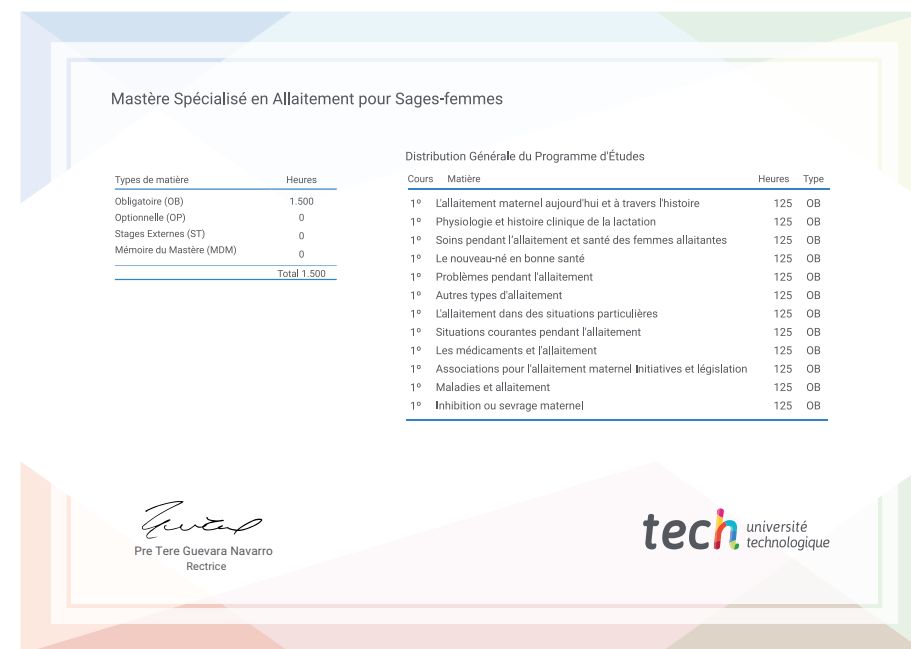 Mastère Spécialisé en Allaitement pour Sages-femmes
Types de matière Heures
Obligatoire (OB) 1.500
Optionnelle (OP) 0
Stages Externes (ST) 0
Mémoire du Mastère (MDM) 0
Total 1.500
Distribution Générale du Programme d'Études
Cours Matière Heures Type
1º L'allaitement maternel aujourd'hui et à travers l'histoire 125 OB
1º Physiologie et histoire clinique de la lactation 125 OB
1º Soins pendant l'allaitement et santé des femmes allaitantes 125 OB
1º Le nouveau-né en bonne santé 125 OB
1º Problèmes pendant l'allaitement 125 OB
1º Autres types d'allaitement 125 OB
1º L'allaitement dans des situations particulières 125 OB
1º Situations courantes pendant l'allaitement 125 OB
1º Les médicaments et l'allaitement 125 OB
1º Associations pour l'allaitement maternel Initiatives et législation 125 OB
1º Maladies et allaitement 125 OB
1º Inhibition ou sevrage maternel 125 OB
Pre Tere Guevara Navarro
Rectrice
tech université
technologique